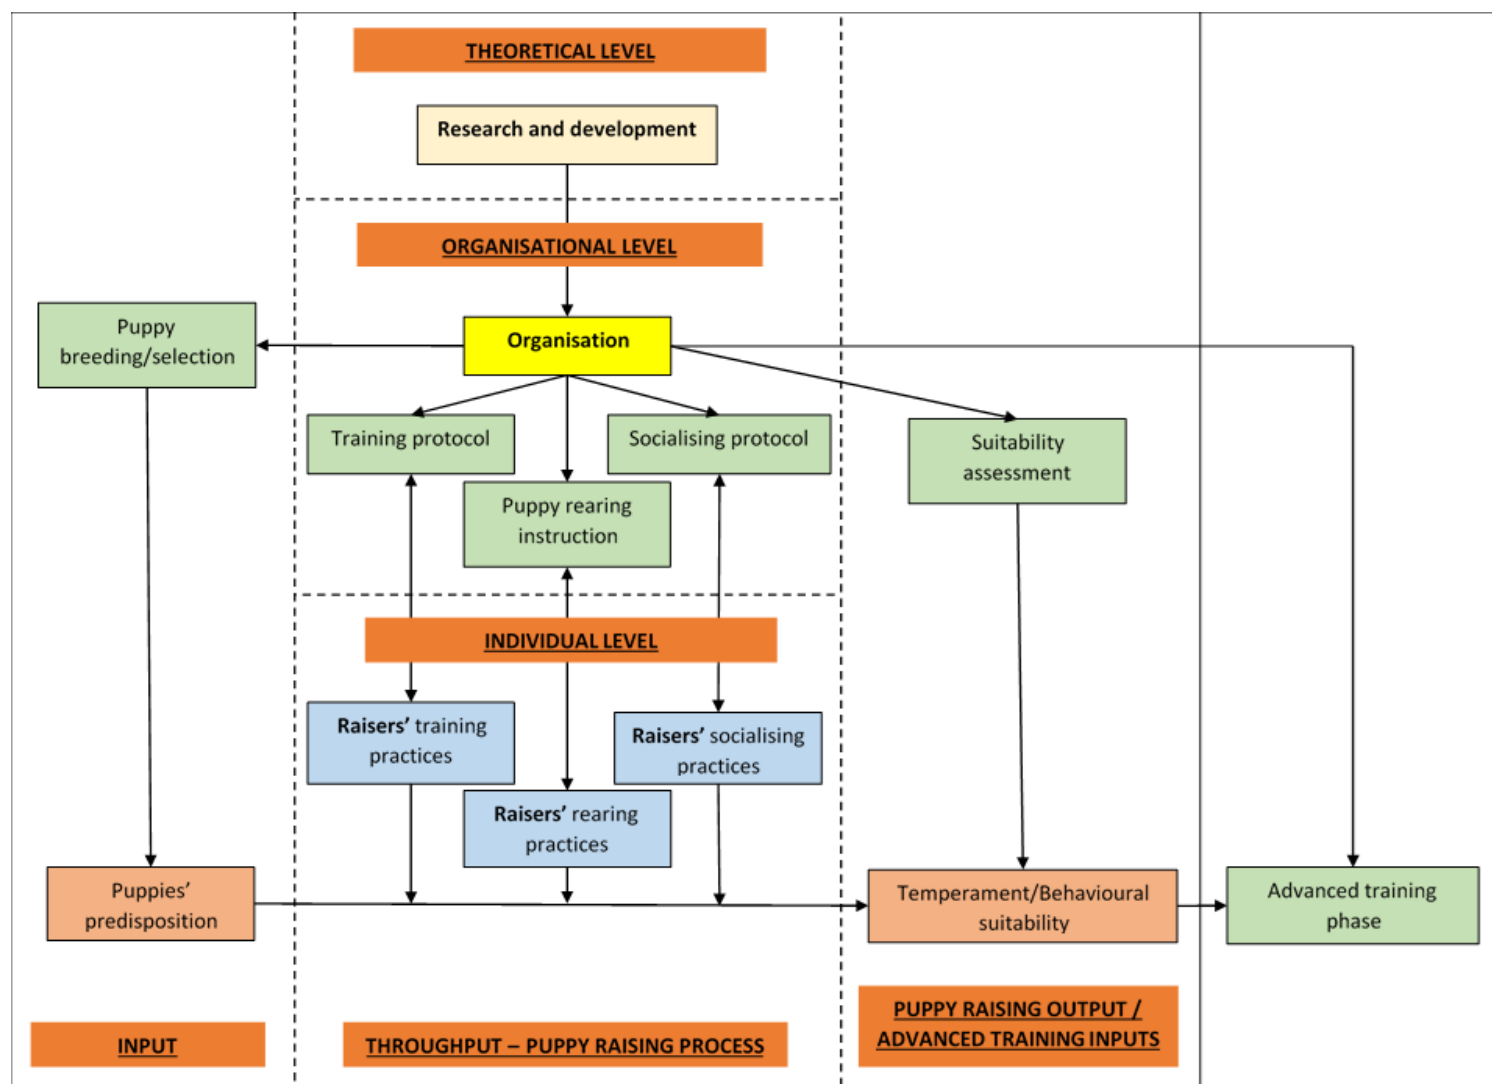 THEORETICAL LEVEL
Research and development
ORGANISATIONAL LEVEL
Puppy
breeding/selection
Organisation
Training protocol
Socialising protocol
Suitability
assessment
Puppy rearing
instruction
INDIVIDUAL LEVEL
Raisers’ training
practices
Raisers’ socialising
practices
Raisers’ rearing
practices
Puppies’
predisposition
Temperament/Behavioural
suitability
Advanced training
phase
INPUT
THROUGHPUT – PUPPY RAISING PROCESS
PUPPY RAISING OUTPUT /
ADVANCED TRAINING INPUTS